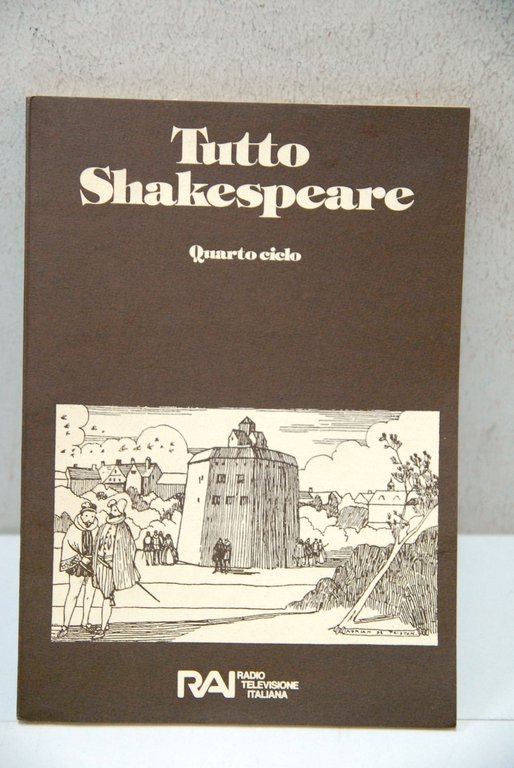 Tutto
Shakespeare
Quarto ciclo
RAI RADIO
TELEVISIONE
ITALIANA